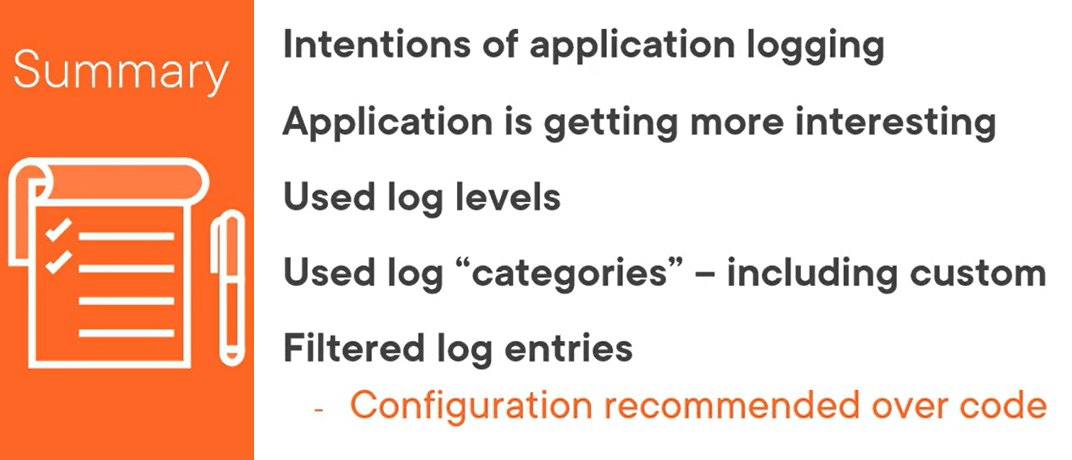 Summary
Intentions of application logging
Application is getting more interesting
Used log levels
Used log “categories” – including custom
Filtered log entries
- Configuration recommended over code